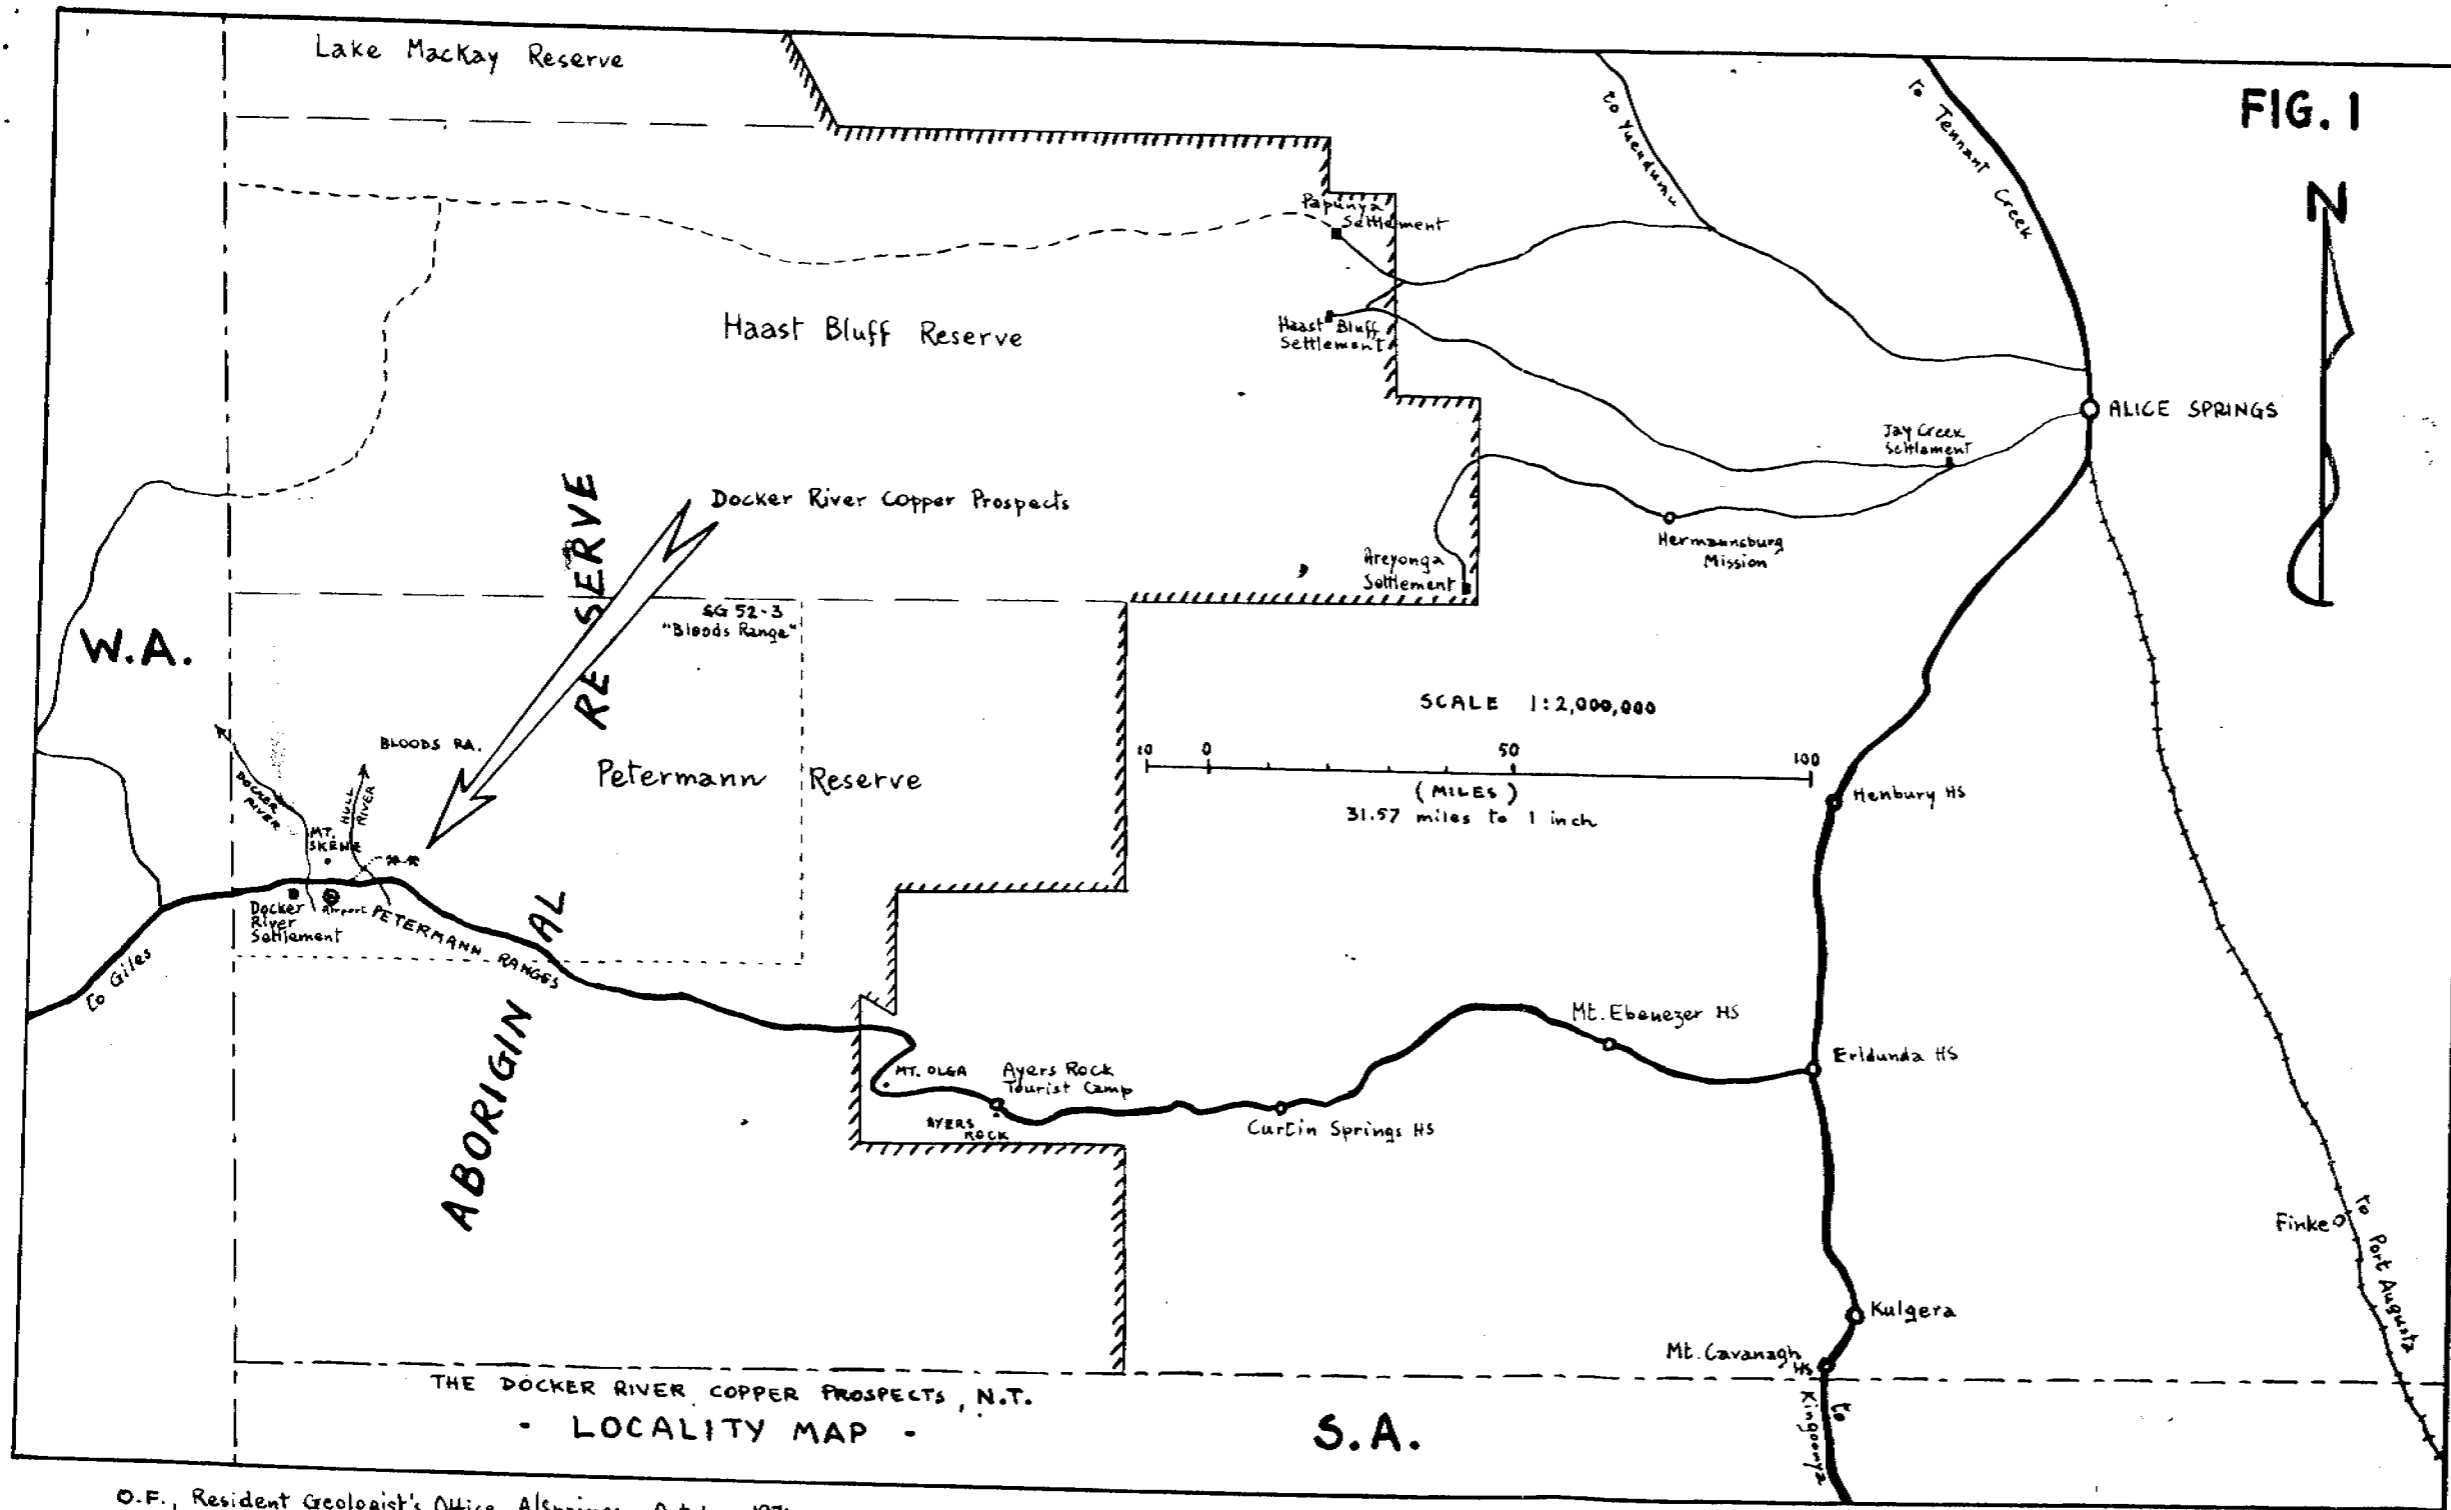 Lake MacKay Reserve
FIG. 1
N
to Yuendumu
to Tennant Creek
Papunya
Settlement
Haast Bluff Reserve
Haast Bluff
Settlement
ALICE SPRINGS
Jay Creek
Settlement
Docker River Copper Prospects
Hermannsburg
Mission
Areyonga
Settlement
SG 52-3
"Bloods Range"
W.A.
ABORIGINAL RESERVE
SCALE 1:2,000,000
10 0 50 100
(MILES)
31.57 miles to 1 inch
BLOODS RA.
Petermann Reserve
DOCKER
RIVER
HULL
RIVER
MT.
SKENE
Henbury HS
Docker
River
Settlement
Airport
PETERMANN RANGES
to Giles
Mt. Ebenezer HS
Erldunda HS
MT. OLGA
Ayers Rock
Tourist Camp
AYERS
ROCK
Curtin Springs HS
Finke
to Port Augusta
Kulgera
Mt. Cavanagh
HS
to
Kingoonya
THE DOCKER RIVER COPPER PROSPECTS, N.T.
- LOCALITY MAP -
S.A.
O.F., Resident Geologist's Office